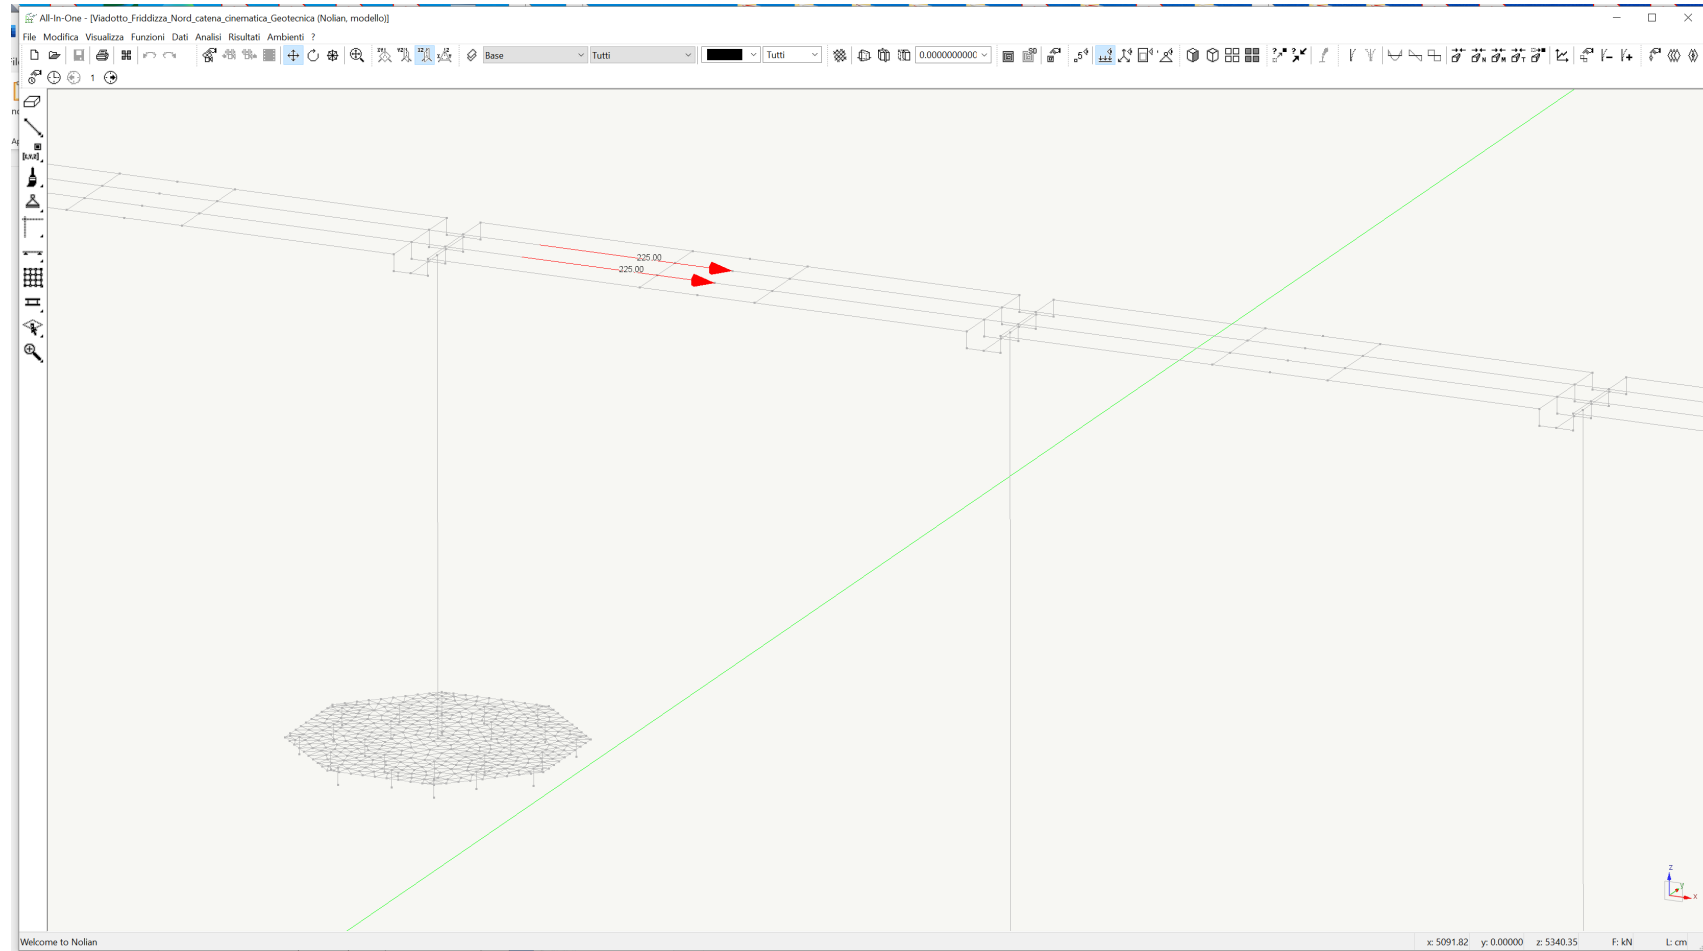 All-In-One - [Viadotto_Friddizza_Nord_catena_cinematica_Geotecnica (Nolian, modello)]
File Modifica Visualizza Funzioni Dati Analisi Risultati Ambienti ?
Base Tutti Tutti 0.000000000C
1
225.00
225.00
z
y
x
Welcome to Nolian x: 5091.82 y: 0.00000 z: 5340.35 F: kN L: cm